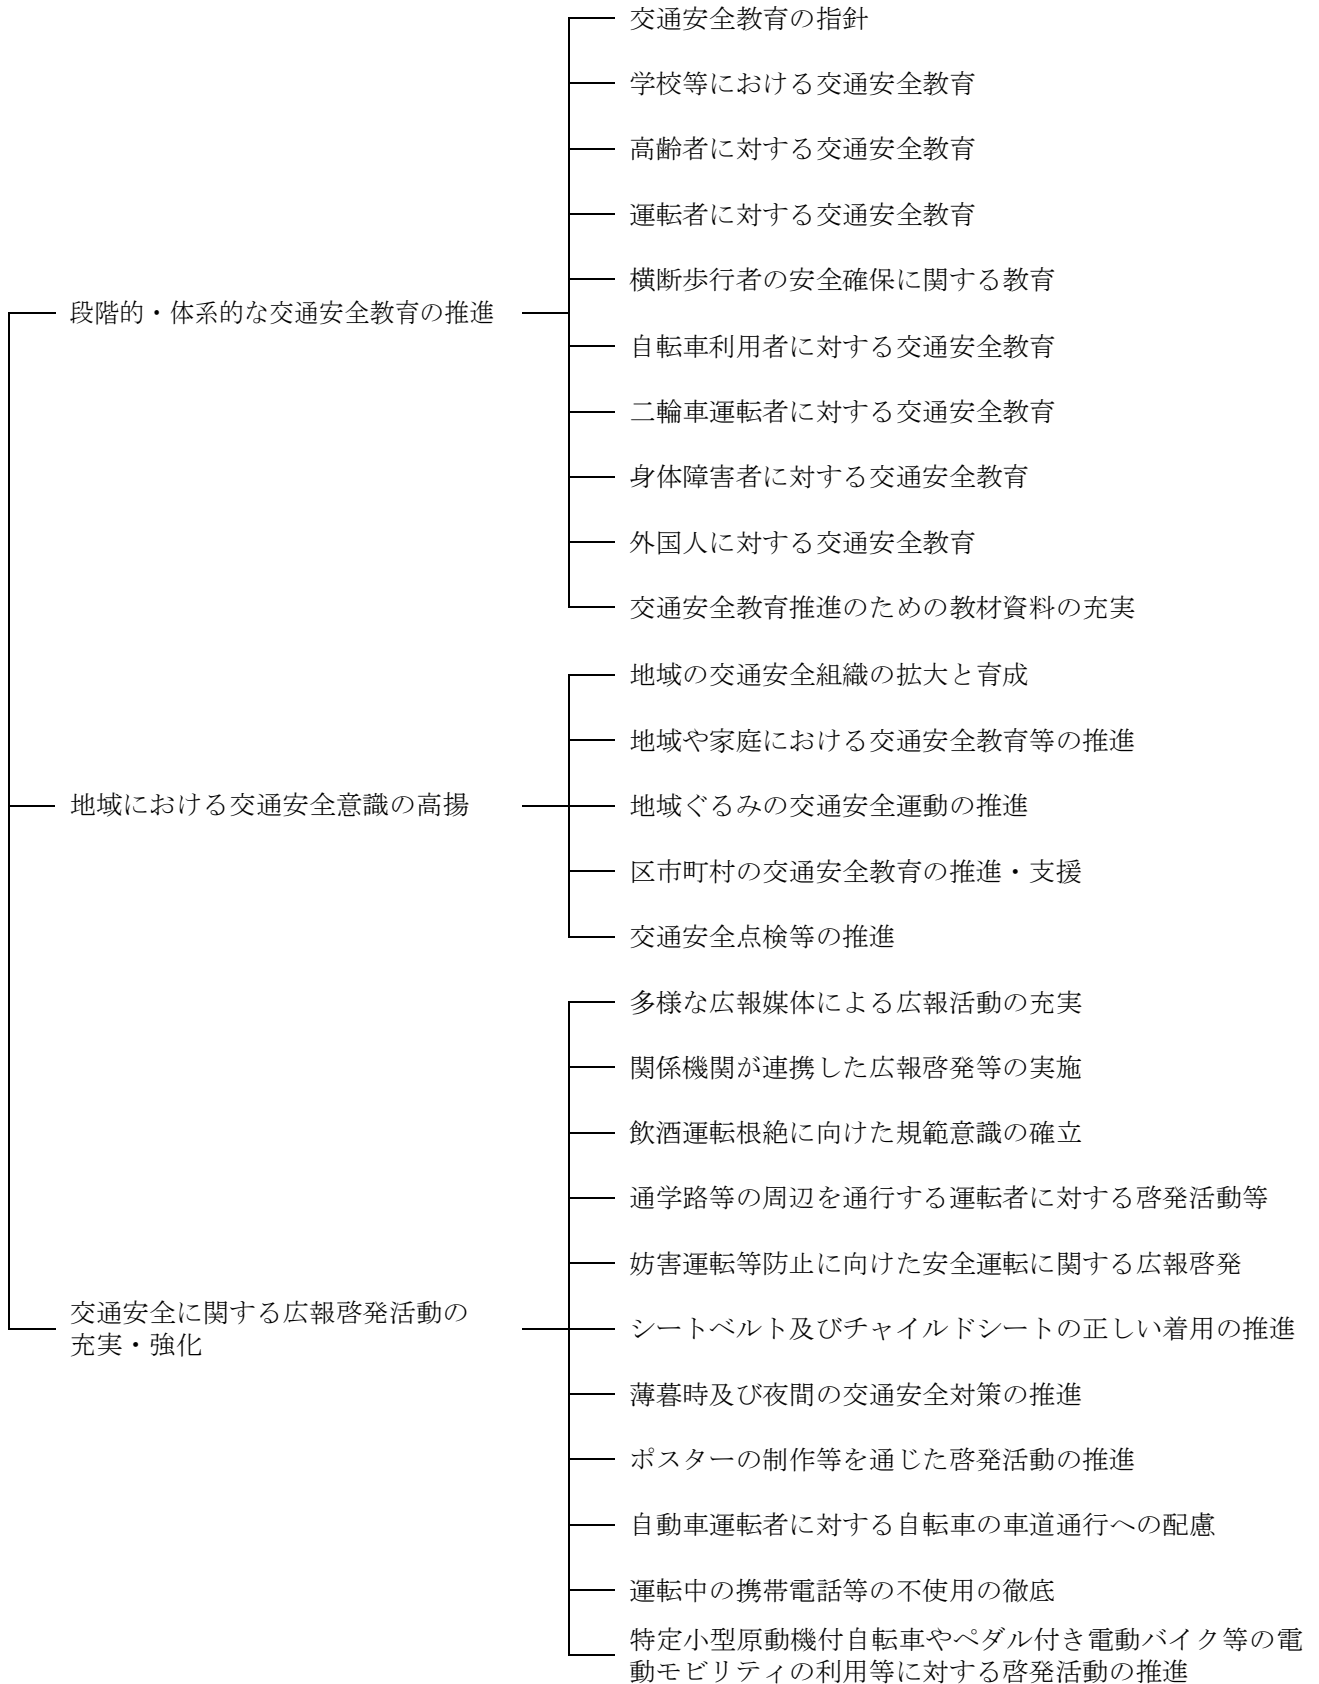 段階的・体系的な交通安全教育の推進
交通安全教育の指針
学校等における交通安全教育
高齢者に対する交通安全教育
運転者に対する交通安全教育
横断歩行者の安全確保に関する教育
自転車利用者に対する交通安全教育
二輪車運転者に対する交通安全教育
身体障害者に対する交通安全教育
外国人に対する交通安全教育
交通安全教育推進のための教材資料の充実
地域における交通安全意識の高揚
地域の交通安全組織の拡大と育成
地域や家庭における交通安全教育等の推進
地域ぐるみの交通安全運動の推進
区市町村の交通安全教育の推進・支援
交通安全点検等の推進
交通安全に関する広報啓発活動の
充実・強化
多様な広報媒体による広報活動の充実
関係機関が連携した広報啓発等の実施
飲酒運転根絶に向けた規範意識の確立
通学路等の周辺を通行する運転者に対する啓発活動等
妨害運転等防止に向けた安全運転に関する広報啓発
シートベルト及びチャイルドシートの正しい着用の推進
薄暮時及び夜間の交通安全対策の推進
ポスターの制作等を通じた啓発活動の推進
自動車運転者に対する自転車の車道通行への配慮
運転中の携帯電話等の不使用の徹底
特定小型原動機付自転車やペダル付き電動バイク等の電
動モビリティの利用等に対する啓発活動の推進